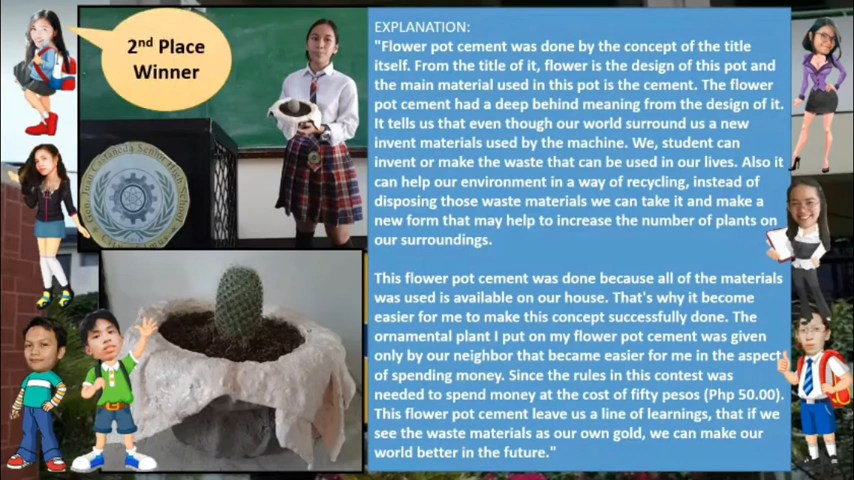 2nd Place
Winner
Gen. Juan Castañeda Senior High School
EXPLANATION:
"Flower pot cement was done by the concept of the title
itself. From the title of it, flower is the design of this pot and
the main material used in this pot is the cement. The flower
pot cement had a deep behind meaning from the design of it.
It tells us that even though our world surround us a new
invent materials used by the machine. We, student can
invent or make the waste that can be used in our lives. Also it
can help our environment in a way of recycling, instead of
disposing those waste materials we can take it and make a
new form that may help to increase the number of plants on
our surroundings.
This flower pot cement was done because all of the materials
was used is available on our house. That's why it become
easier for me to make this concept successfully done. The
ornamental plant I put on my flower pot cement was given
only by our neighbor that became easier for me in the aspect
of spending money. Since the rules in this contest was
needed to spend money at the cost of fifty pesos (Php 50.00).
This flower pot cement leave us a line of learnings, that if we
see the waste materials as our own gold, we can make our
world better in the future."